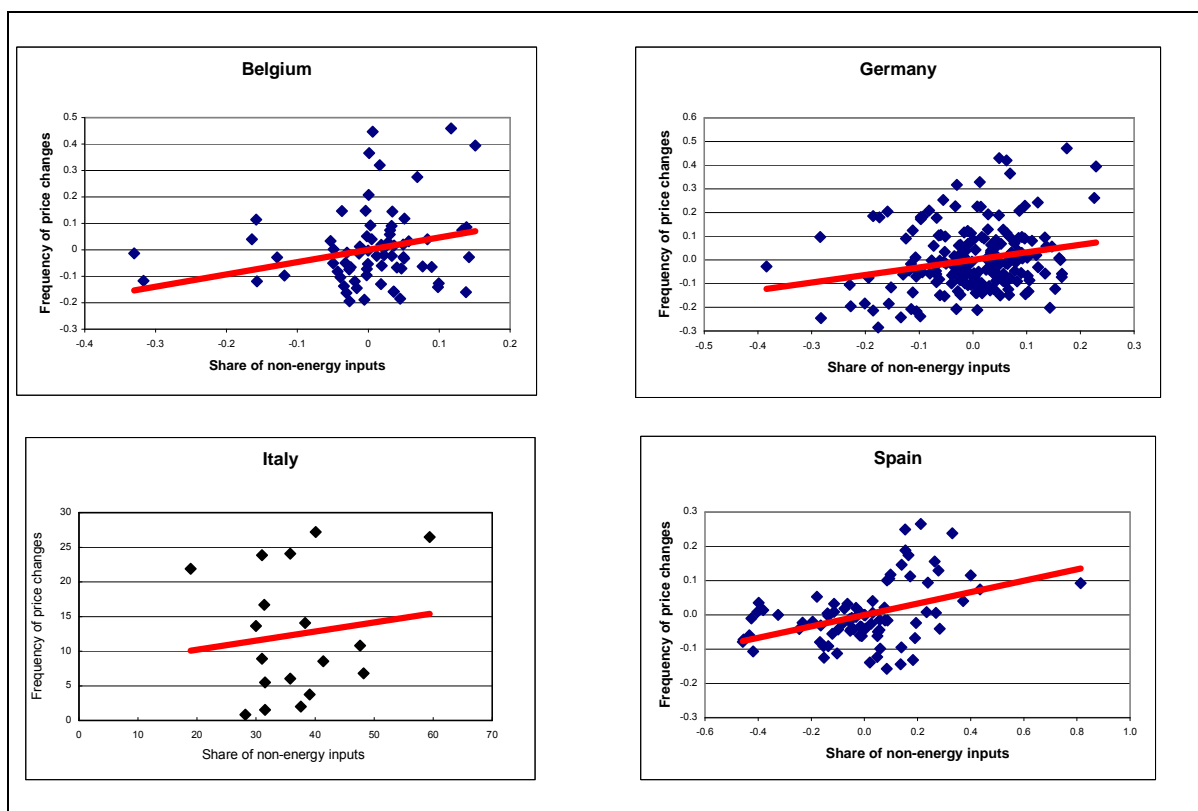 Belgium
Frequency of price changes
0.5
0.4
0.3
0.2
0.1
0
-0.1
-0.2
-0.3
-0.4 -0.3 -0.2 -0.1 0 0.1 0.2
Share of non-energy inputs
Germany
Frequency of price changes
0.6
0.5
0.4
0.3
0.2
0.1
0.0
-0.1
-0.2
-0.3
-0.5 -0.4 -0.3 -0.2 -0.1 0.0 0.1 0.2 0.3
Share of non-energy inputs
Italy
Frequency of price changes
30
25
20
15
10
5
0
0 10 20 30 40 50 60 70
Share of non-energy inputs
Spain
Frequency of price changes
0.3
0.2
0.1
0.0
-0.1
-0.2
-0.3
-0.6 -0.4 -0.2 0.0 0.2 0.4 0.6 0.8 1.0
Share of non-energy inputs